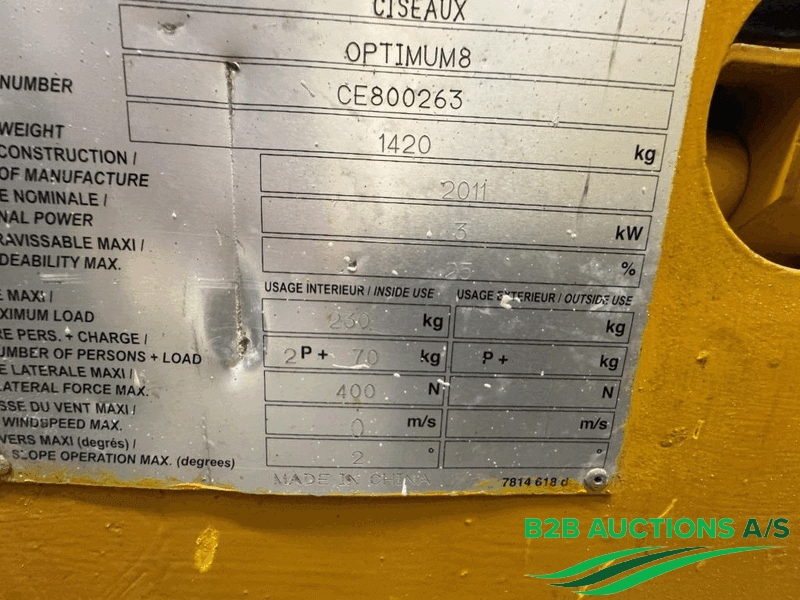 CISEAUX
OPTIMUM8
NUMBER CE800263
WEIGHT 1420 kg
CONSTRUCTION /
OF MANUFACTURE 2011
E NOMINALE /
NAL POWER 3 kW
RAVISSABLE MAXI /
DEABILITY MAX. 25 %
USAGE INTERIEUR / INSIDE USE USAGE EXTERIEUR / OUTSIDE USE
E MAXI /
XIMUM LOAD 230 kg kg
RE PERS. + CHARGE /
UMBER OF PERSONS + LOAD 2 P + 70 kg P + kg
E LATERALE MAXI /
LATERAL FORCE MAX. 400 N N
SSE DU VENT MAXI /
WINDSPEED MAX. 0 m/s m/s
VERS MAXI (degrés) /
SLOPE OPERATION MAX. (degrees) 2 ° °
MADE IN CHINA 7814 618 d
B2B AUCTIONS A/S